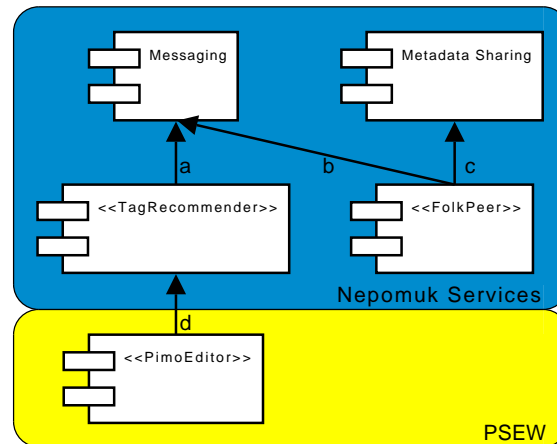 Messaging
Metadata Sharing
a
b
c
<<TagRecommender>>
<<FolkPeer>>
Nepomuk Services
d
<<PimoEditor>>
PSEW